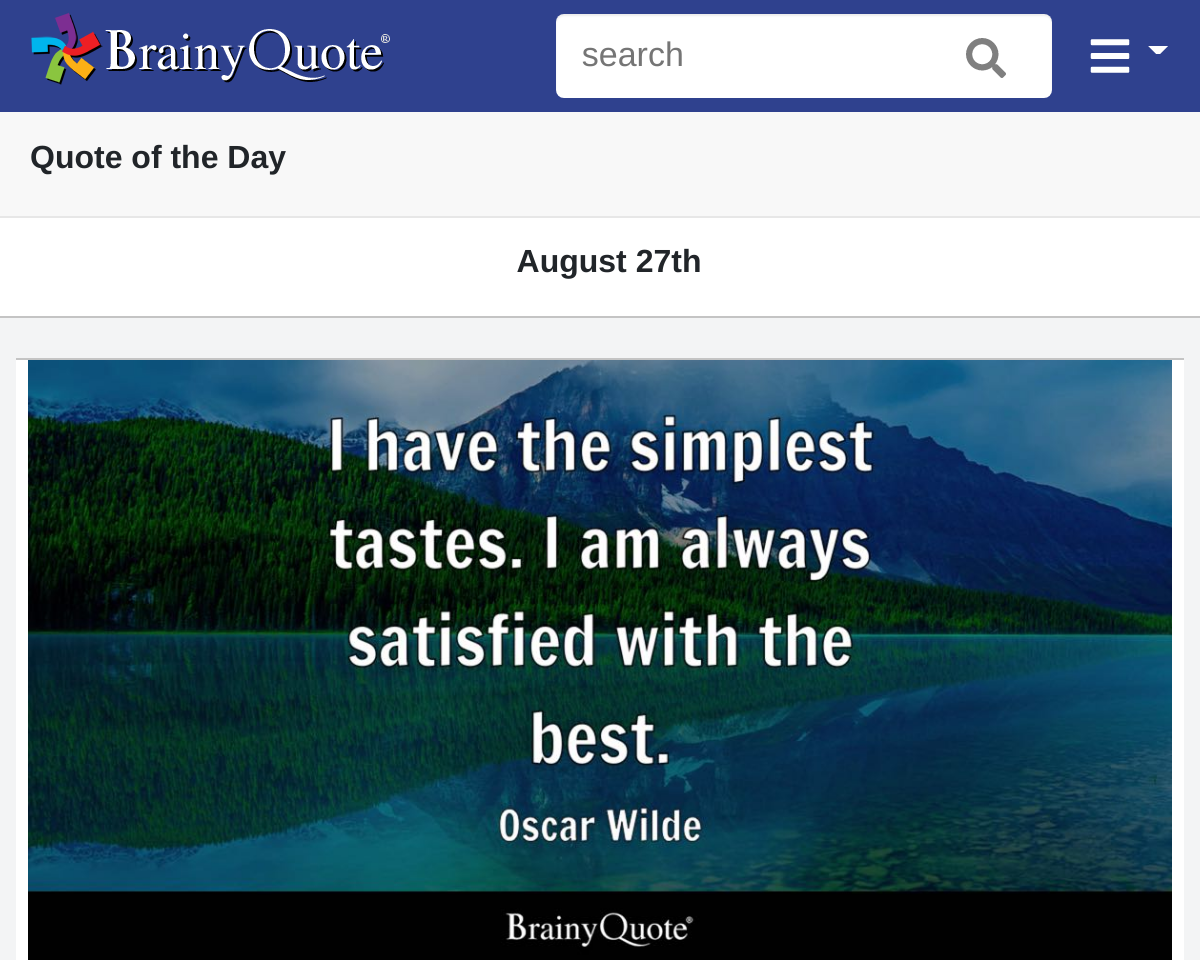 BrainyQuote®
search
Quote of the Day
August 27th
I have the simplest
tastes. I am always
satisfied with the
best.
Oscar Wilde
BrainyQuote®